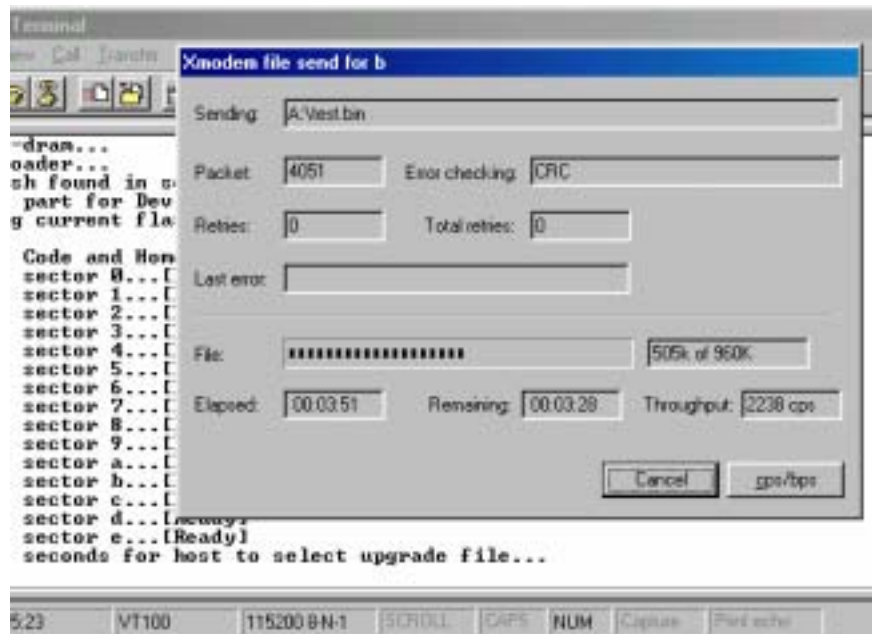 Terminal
Call Transfer
Xmodem file send for b
Sending: A:\test.bin
Packet: 4051 Error checking: CRC
Retries: 0 Total retries: 0
Last error:
File: 505k of 960K
Elapsed: 00:03:51 Remaining: 00:03:28 Throughput: 2238 cps
Cancel cps/bps
-dram...
oader...
sh found in s
part for Dev
g current fla
Code and Hom
sector 0...[
sector 1...[
sector 2...[
sector 3...[
sector 4...[
sector 5...[
sector 6...[
sector 7...[
sector 8...[
sector 9...[
sector a...[
sector b...[
sector c...[
sector d...[Ready]
sector e...[Ready]
seconds for host to select upgrade file...
5:23 VT100 115200 8-N-1 SCROLL CAPS NUM Capture Print echo